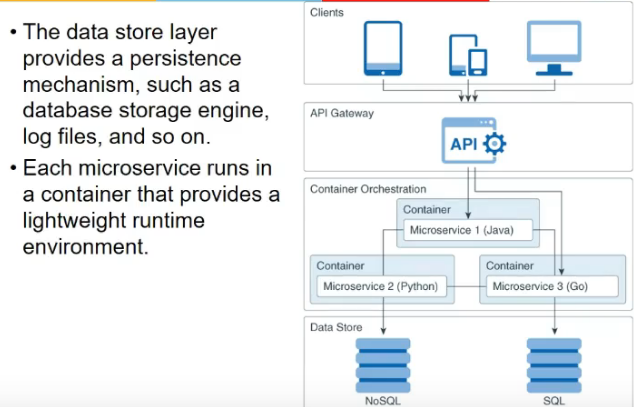 • The data store layer
provides a persistence
mechanism, such as a
database storage engine,
log files, and so on.
• Each microservice runs in
a container that provides a
lightweight runtime
environment.
Clients
API Gateway
API
Container Orchestration
Container
Microservice 1 (Java)
Container
Microservice 2 (Python)
Container
Microservice 3 (Go)
Data Store
NoSQL
SQL